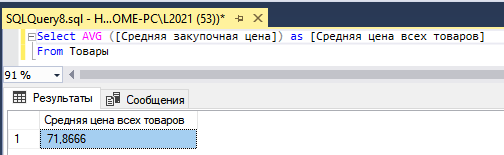 SQLQuery8.sql - H...OME-PC\L2021 (53))*
Select AVG ([Средняя закупочная цена]) as [Средняя цена всех товаров]
From Товары
91 %
Результаты Сообщения
Средняя цена всех товаров
1 71,8666